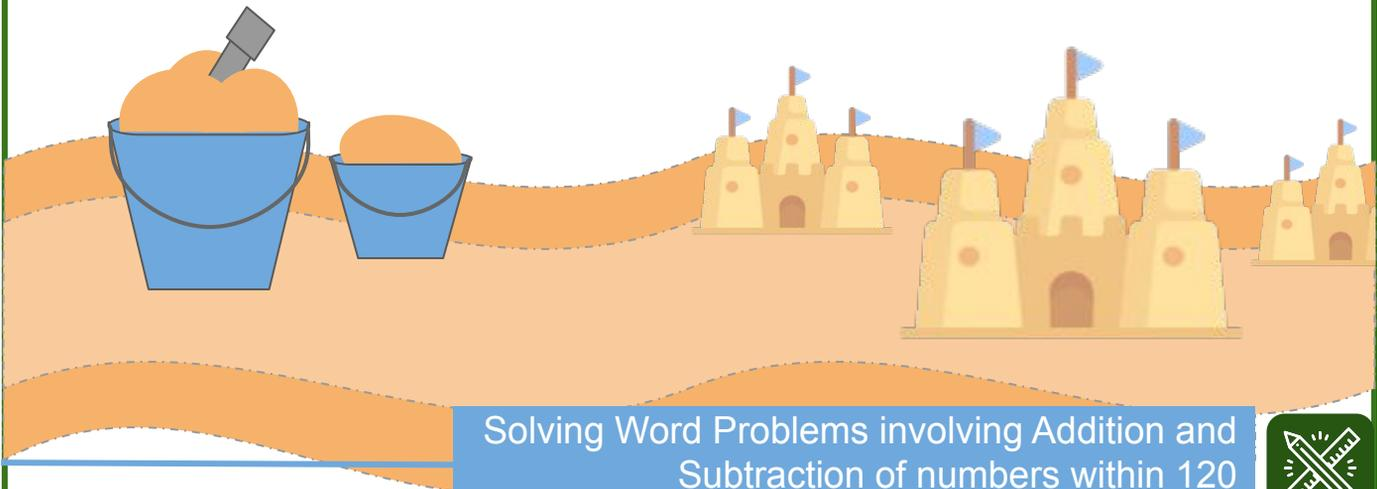 Solving Word Problems involving Addition and
Subtraction of numbers within 120